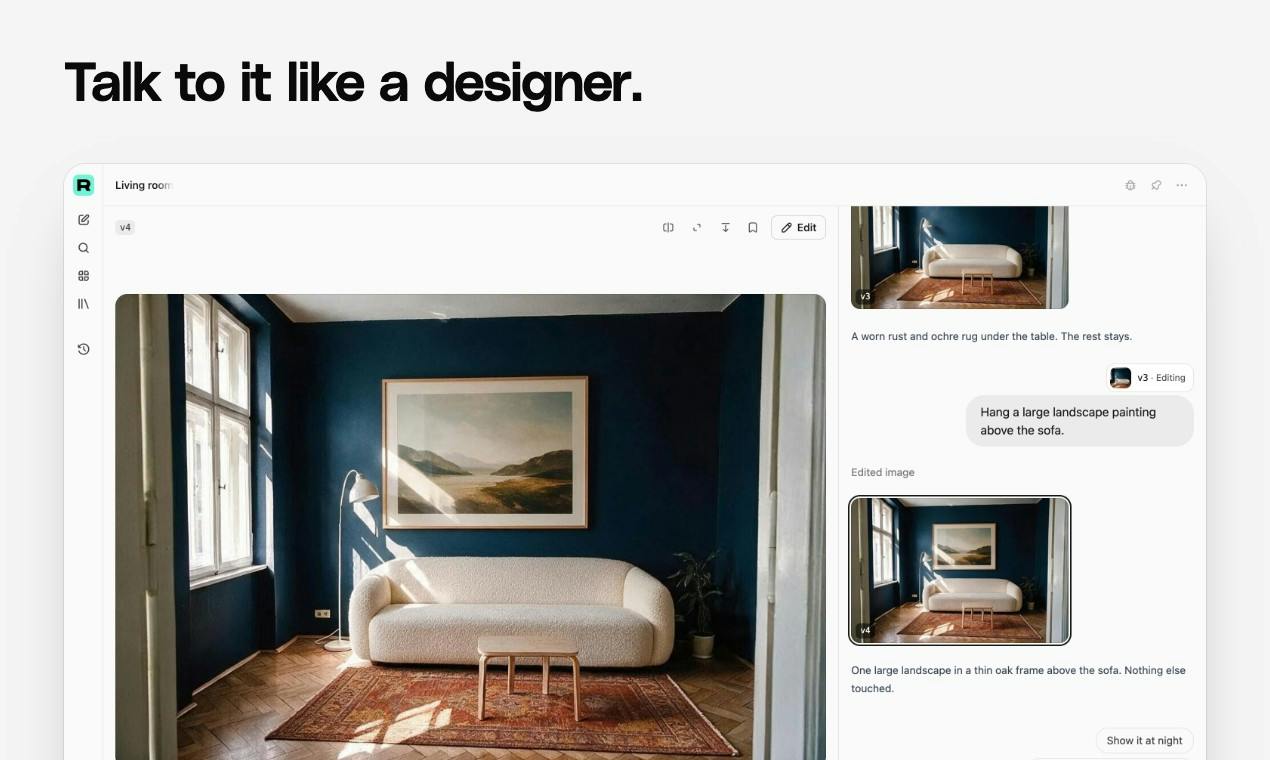 Talk to it like a designer.
R
Living room
v4
Edit
v3
A worn rust and ochre rug under the table. The rest stays.
v3 · Editing
Hang a large landscape painting
above the sofa.
Edited image
v4
One large landscape in a thin oak frame above the sofa. Nothing else
touched.
Show it at night